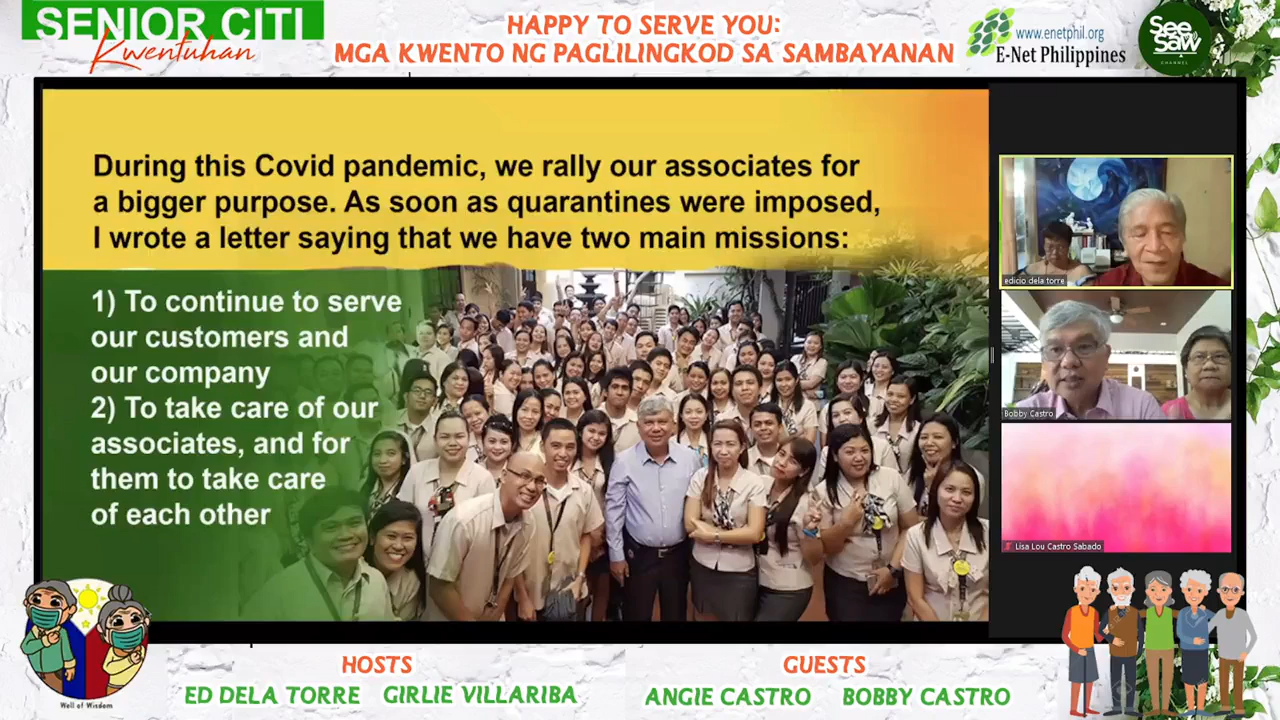 SENIOR CITI
Kwentuhan
HAPPY TO SERVE YOU:
MGA KWENTO NG PAGLILINGKOD SA SAMBAYANAN
www.enetphil.org
E-Net Philippines
See
Saw
CHANNEL
During this Covid pandemic, we rally our associates for
a bigger purpose. As soon as quarantines were imposed,
I wrote a letter saying that we have two main missions:
1) To continue to serve
our customers and
our company
2) To take care of our
associates, and for
them to take care
of each other
edicio dela torre
Bobby Castro
Lisa Lou Castro Sabado
Well of Wisdom
HOSTS
ED DELA TORRE GIRLIE VILLARIBA
GUESTS
ANGIE CASTRO BOBBY CASTRO